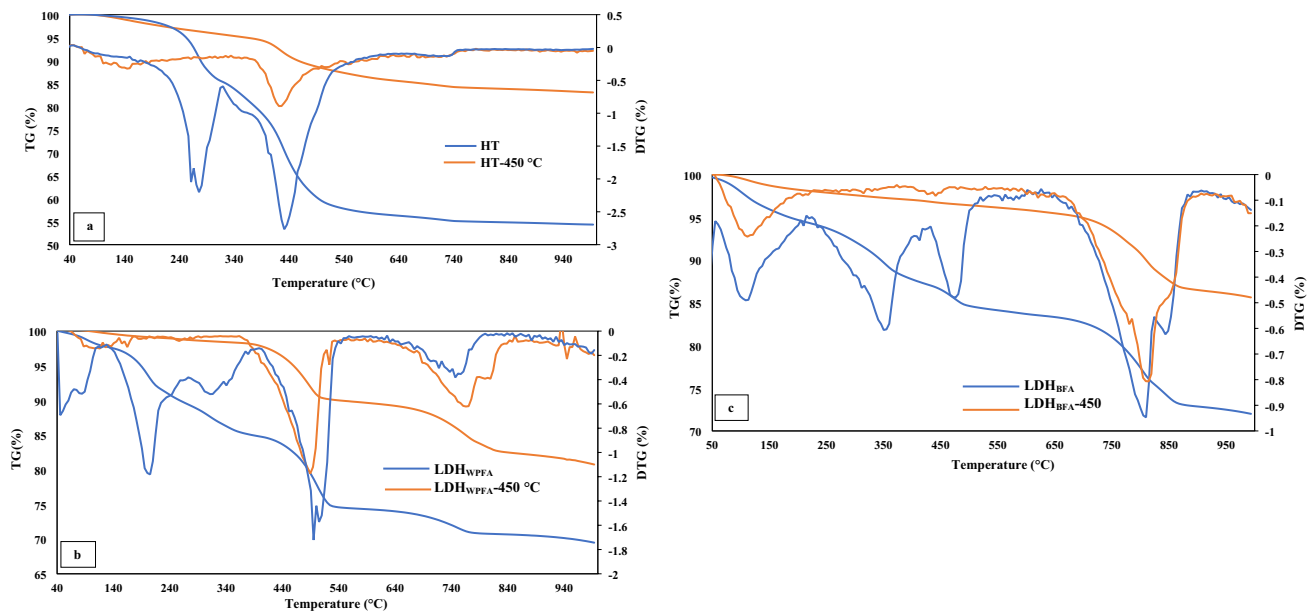 100
95
90
85
80
75
70
65
60
55
50
TG (%)
0.5
0
-0.5
-1
-1.5
-2
-2.5
-3
DTG (%)
HT
HT-450 °C
a
40 140 240 340 440 540 640 740 840 940
Temperature (°C)
100
95
90
85
80
75
70
65
TG(%)
0
-0.2
-0.4
-0.6
-0.8
-1
-1.2
-1.4
-1.6
-1.8
-2
DTG (%)
LDHWPFA
LDHWPFA-450 °C
b
40 140 240 340 440 540 640 740 840 940
Temperature (°C)
100
95
90
85
80
75
70
TG(%)
0
-0.1
-0.2
-0.3
-0.4
-0.5
-0.6
-0.7
-0.8
-0.9
-1
DTG (%)
LDHBFA
LDHBFA-450
c
50 150 250 350 450 550 650 750 850 950
Temperature (°C)